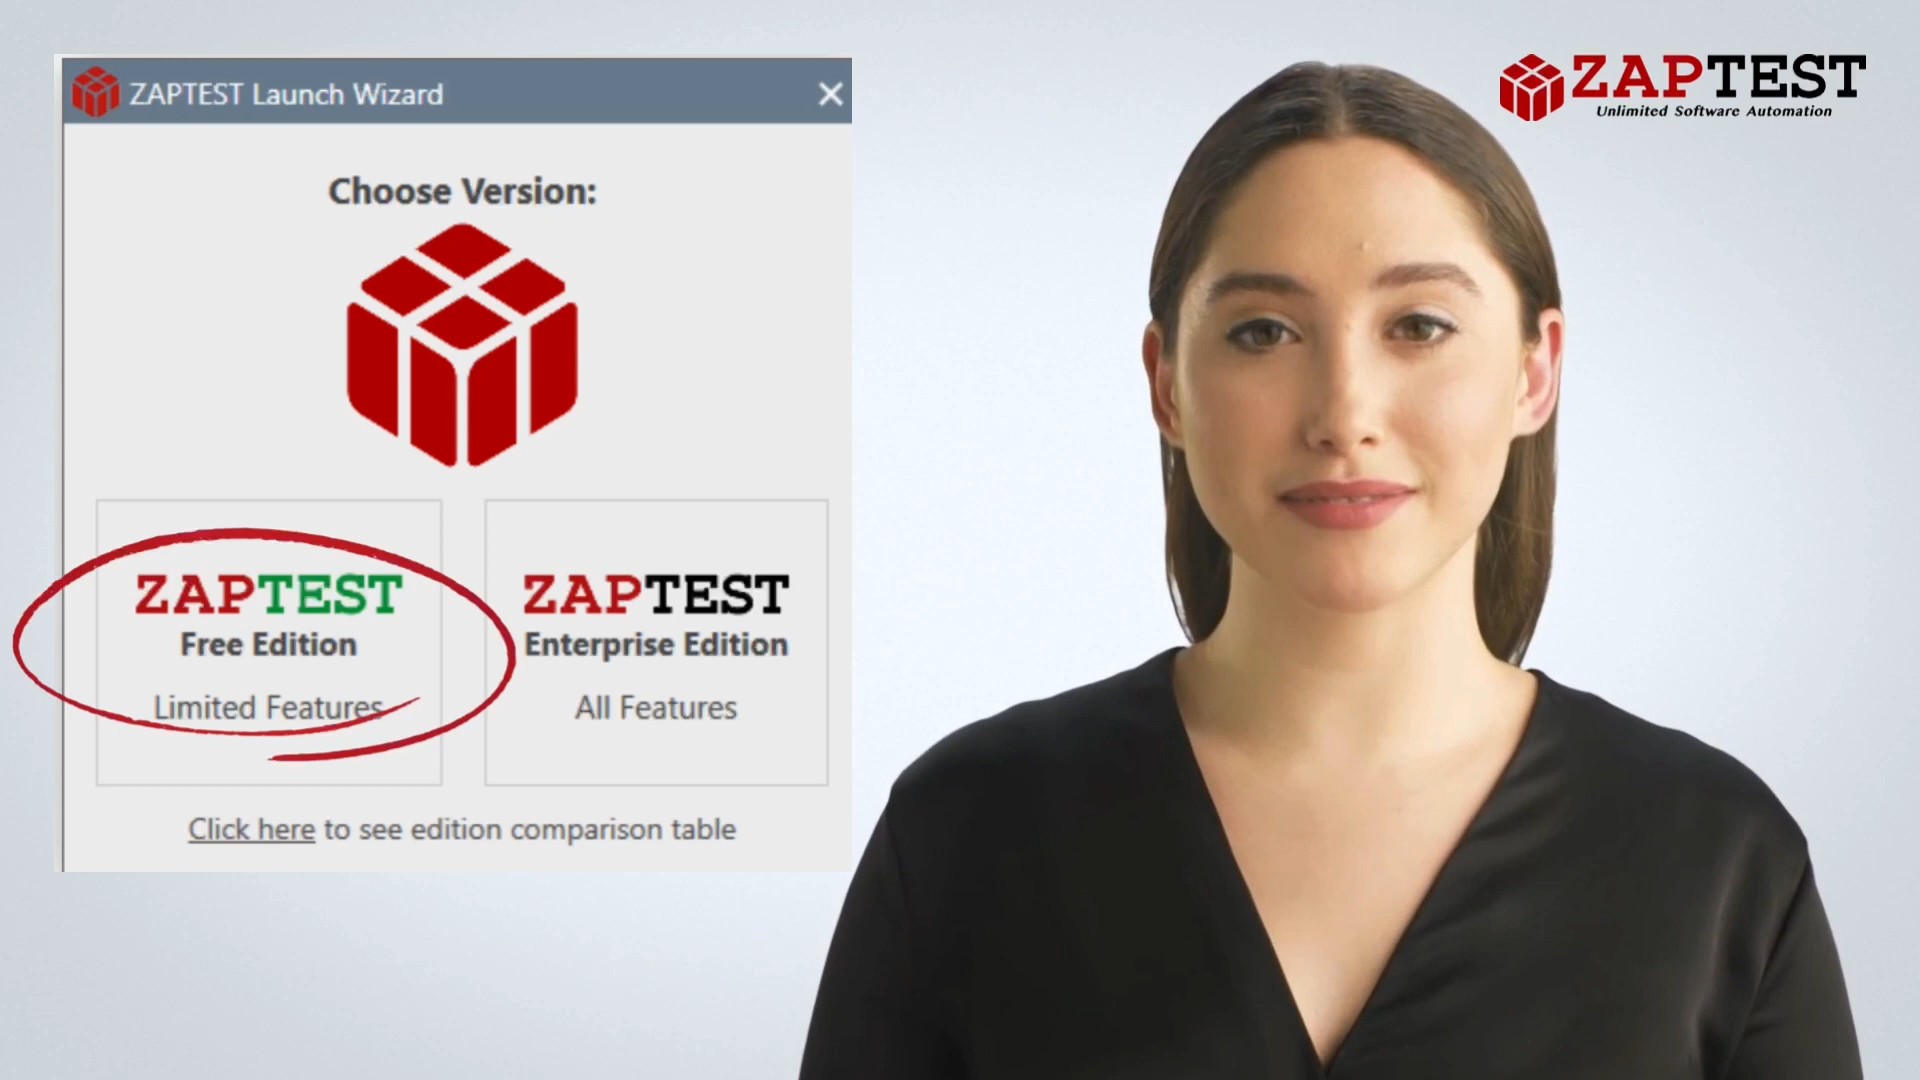 ZAPTEST Launch Wizard
Choose Version:
ZAPTEST
Free Edition
Limited Features
ZAPTEST
Enterprise Edition
All Features
Click here to see edition comparison table
ZAPTEST
Unlimited Software Automation